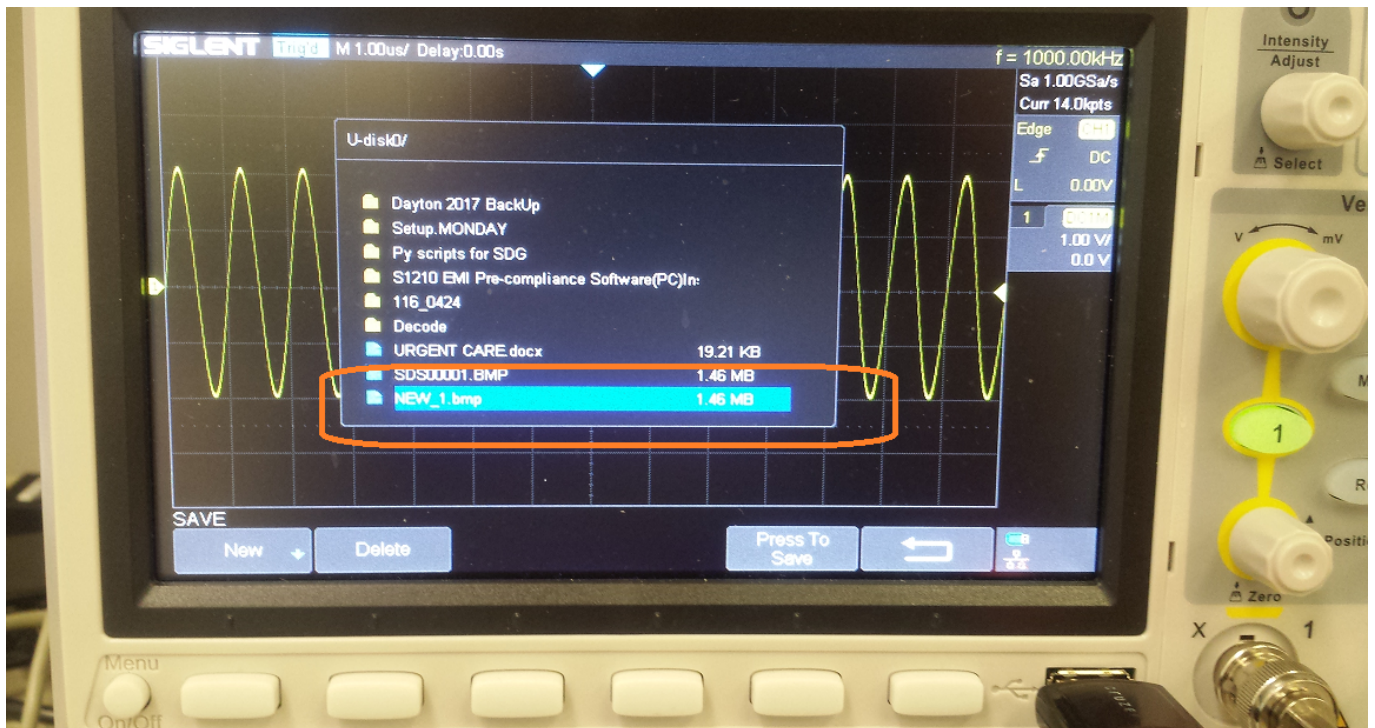 SIGLENT Trig'd M 1.00us/ Delay:0.00s
f = 1000.00kHz
Sa 1.00GSa/s
Curr 14.0kpts
Edge CH1
DC
L 0.00V
1 DC1M
1.00 V/
0.0 V
U-disk0/
Dayton 2017 BackUp
Setup.MONDAY
Py scripts for SDG
S1210 EMI Pre-compliance Software(PC)In:
116_0424
Decode
URGENT CARE.docx 19.21 KB
SDS00001.BMP 1.46 MB
NEW_1.bmp 1.46 MB
SAVE
New
Delete
Press To
Save
Menu
On/Off
Intensity
Adjust
Select
Ve
V mV
M
1
R
Positi
Zero
X 1